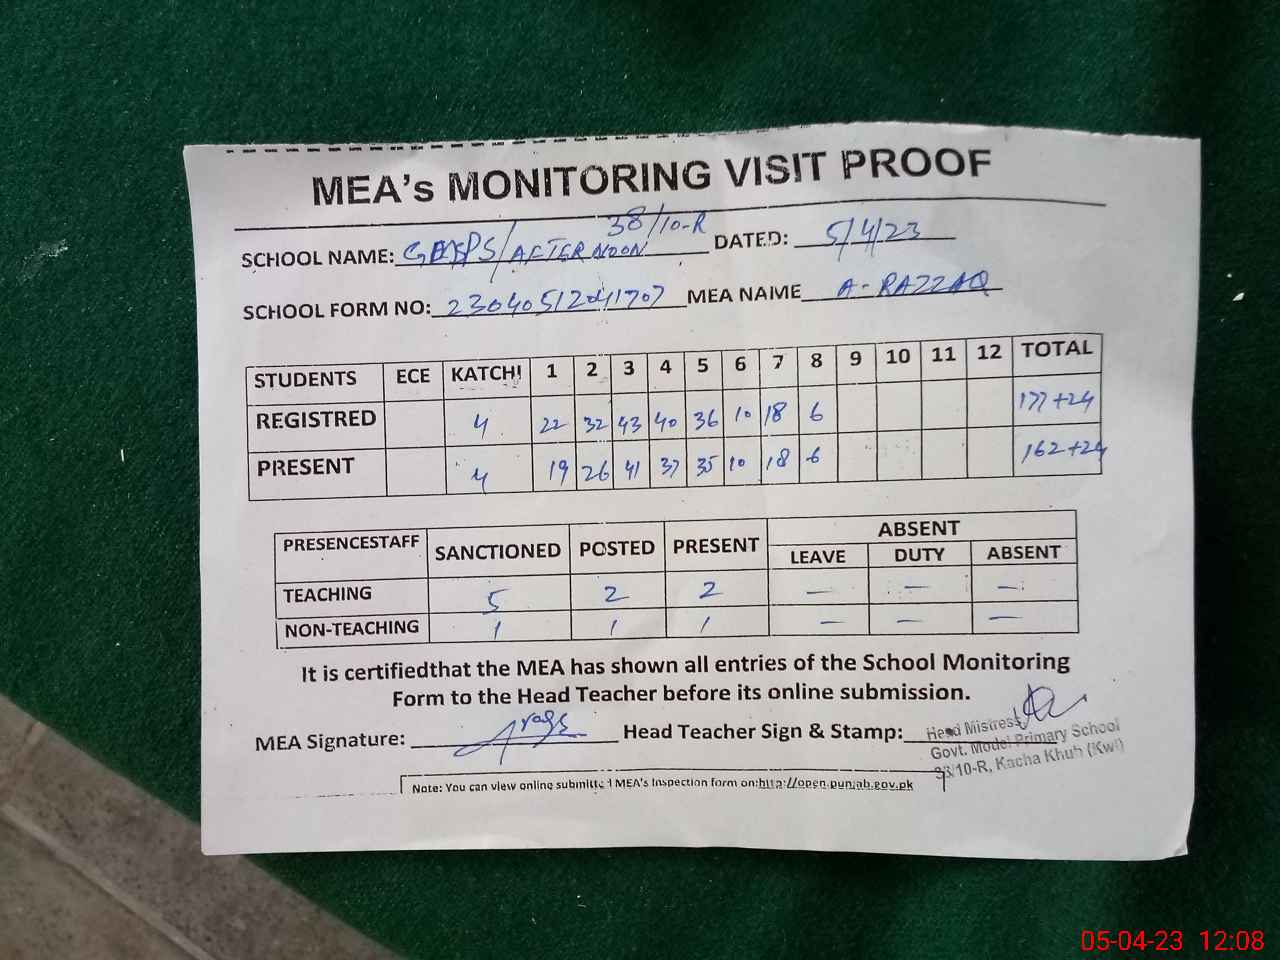 MEA's MONITORING VISIT PROOF
38/10-R
SCHOOL NAME: /AFTERNOON DATED: 5/4/23
SCHOOL FORM NO: 23040512041707 MEA NAME A-RAZZAQ
STUDENTS ECE KATCHI 1 2 3 4 5 6 7 8 9 10 11 12 TOTAL
REGISTRED 4 22 32 43 40 36 10 18 6 177+24
PRESENT 4 19 26 41 37 35 10 18 6 162+24
PRESENCESTAFF SANCTIONED POSTED PRESENT ABSENT
LEAVE DUTY ABSENT
TEACHING 5 2 2 — — —
NON-TEACHING 1 1 1 — — —
It is certifiedthat the MEA has shown all entries of the School Monitoring
Form to the Head Teacher before its online submission.
MEA Signature: Head Teacher Sign & Stamp:
Head Mistress
Govt. Model Primary School
/10-R, Kacha Khuh (Kwl)
Note: You can view online submitted MEA's Inspection form on:http://open.punjab.gov.pk
05-04-23 12:08